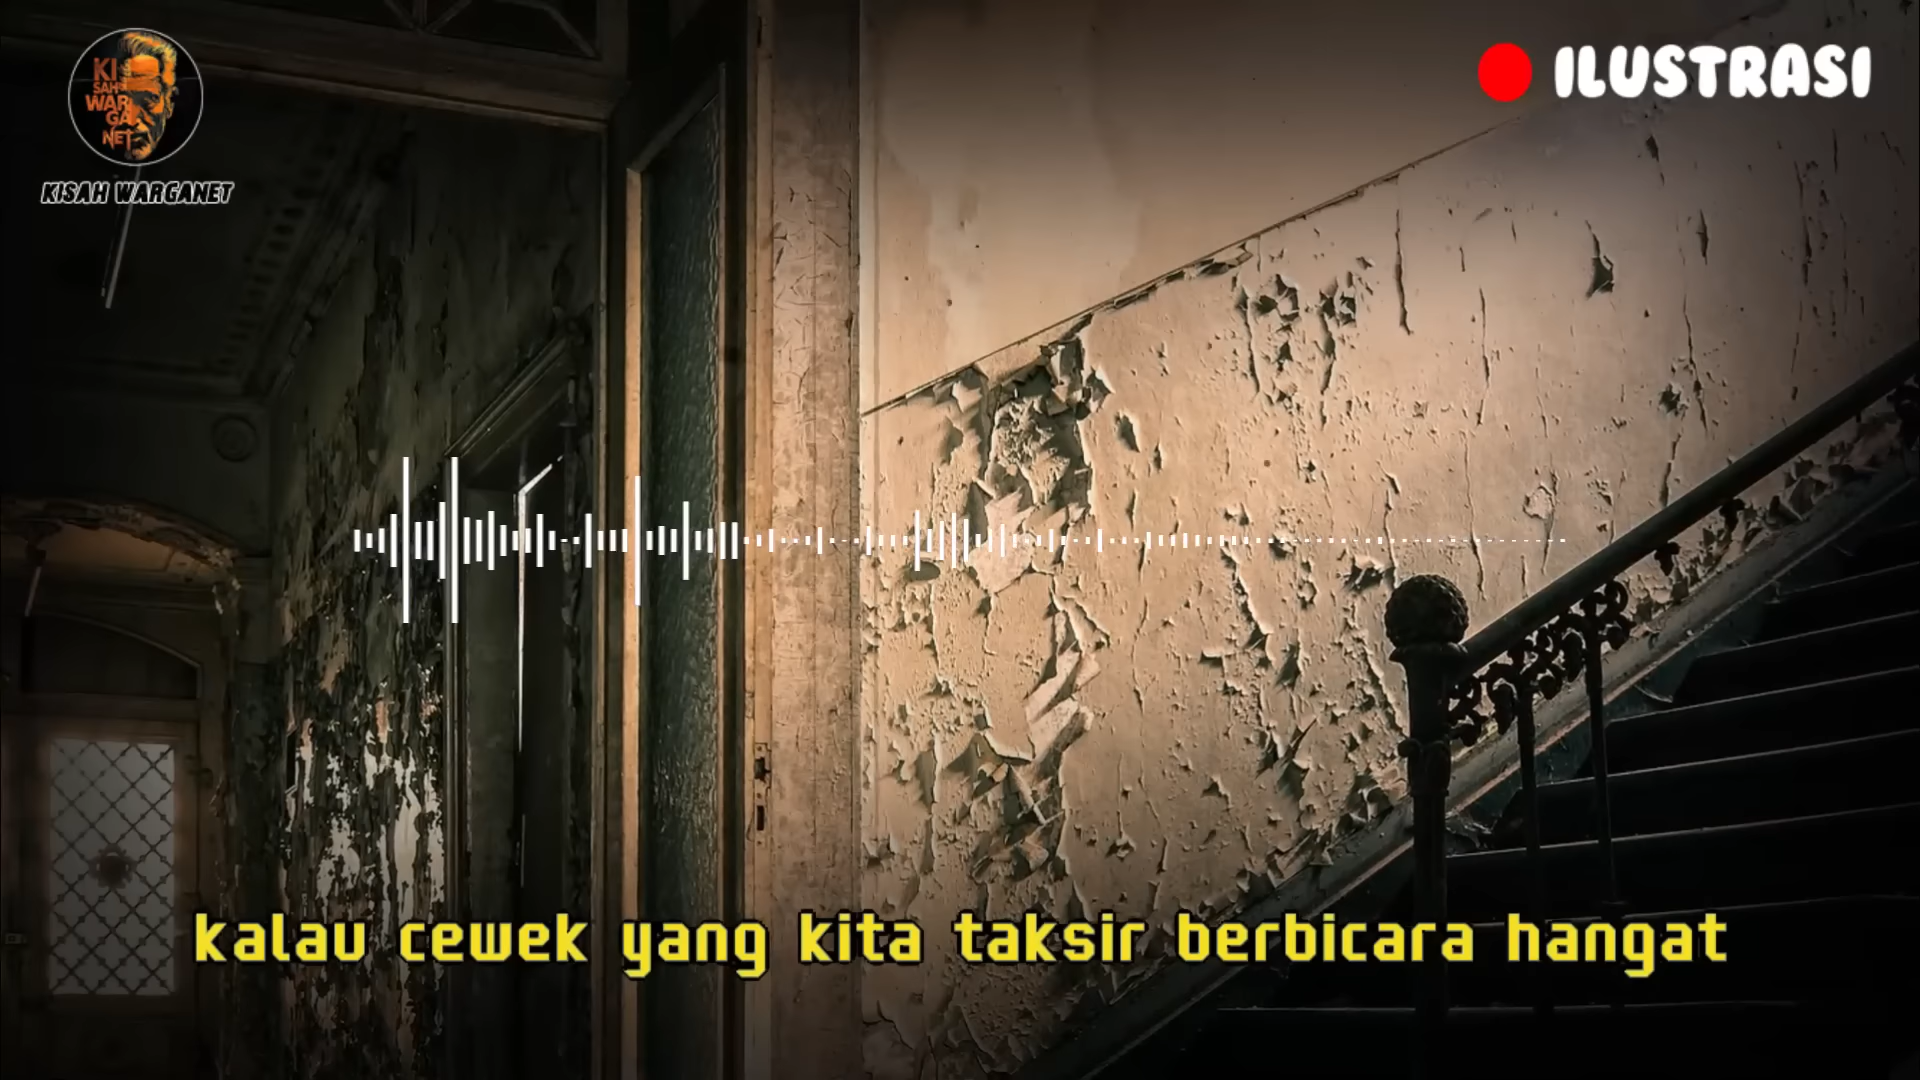 KI
SAH
WAR
GA
NET
KISAH WARGANET
ILUSTRASI
kalau cewek yang kita taksir berbicara hangat